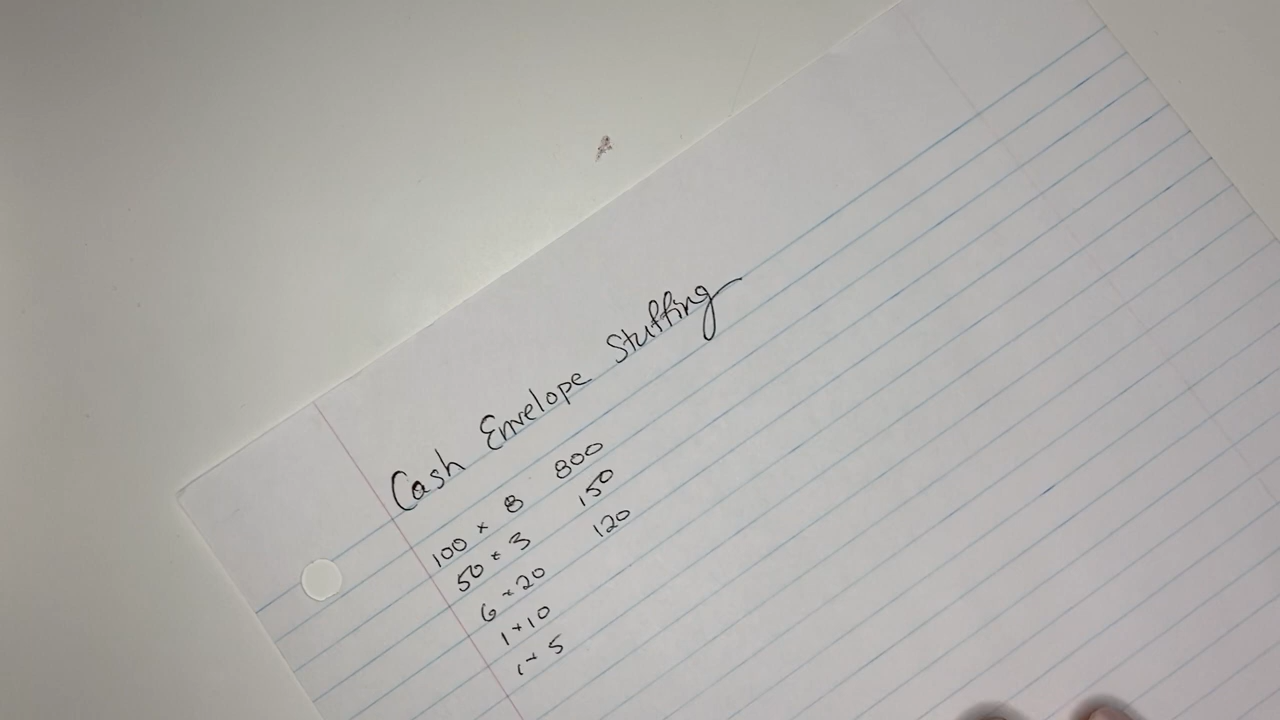 Cash Envelope Stuffing
100 x 8 800
50 x 3 150
6 x 20 120
1 x 10
1 x 5